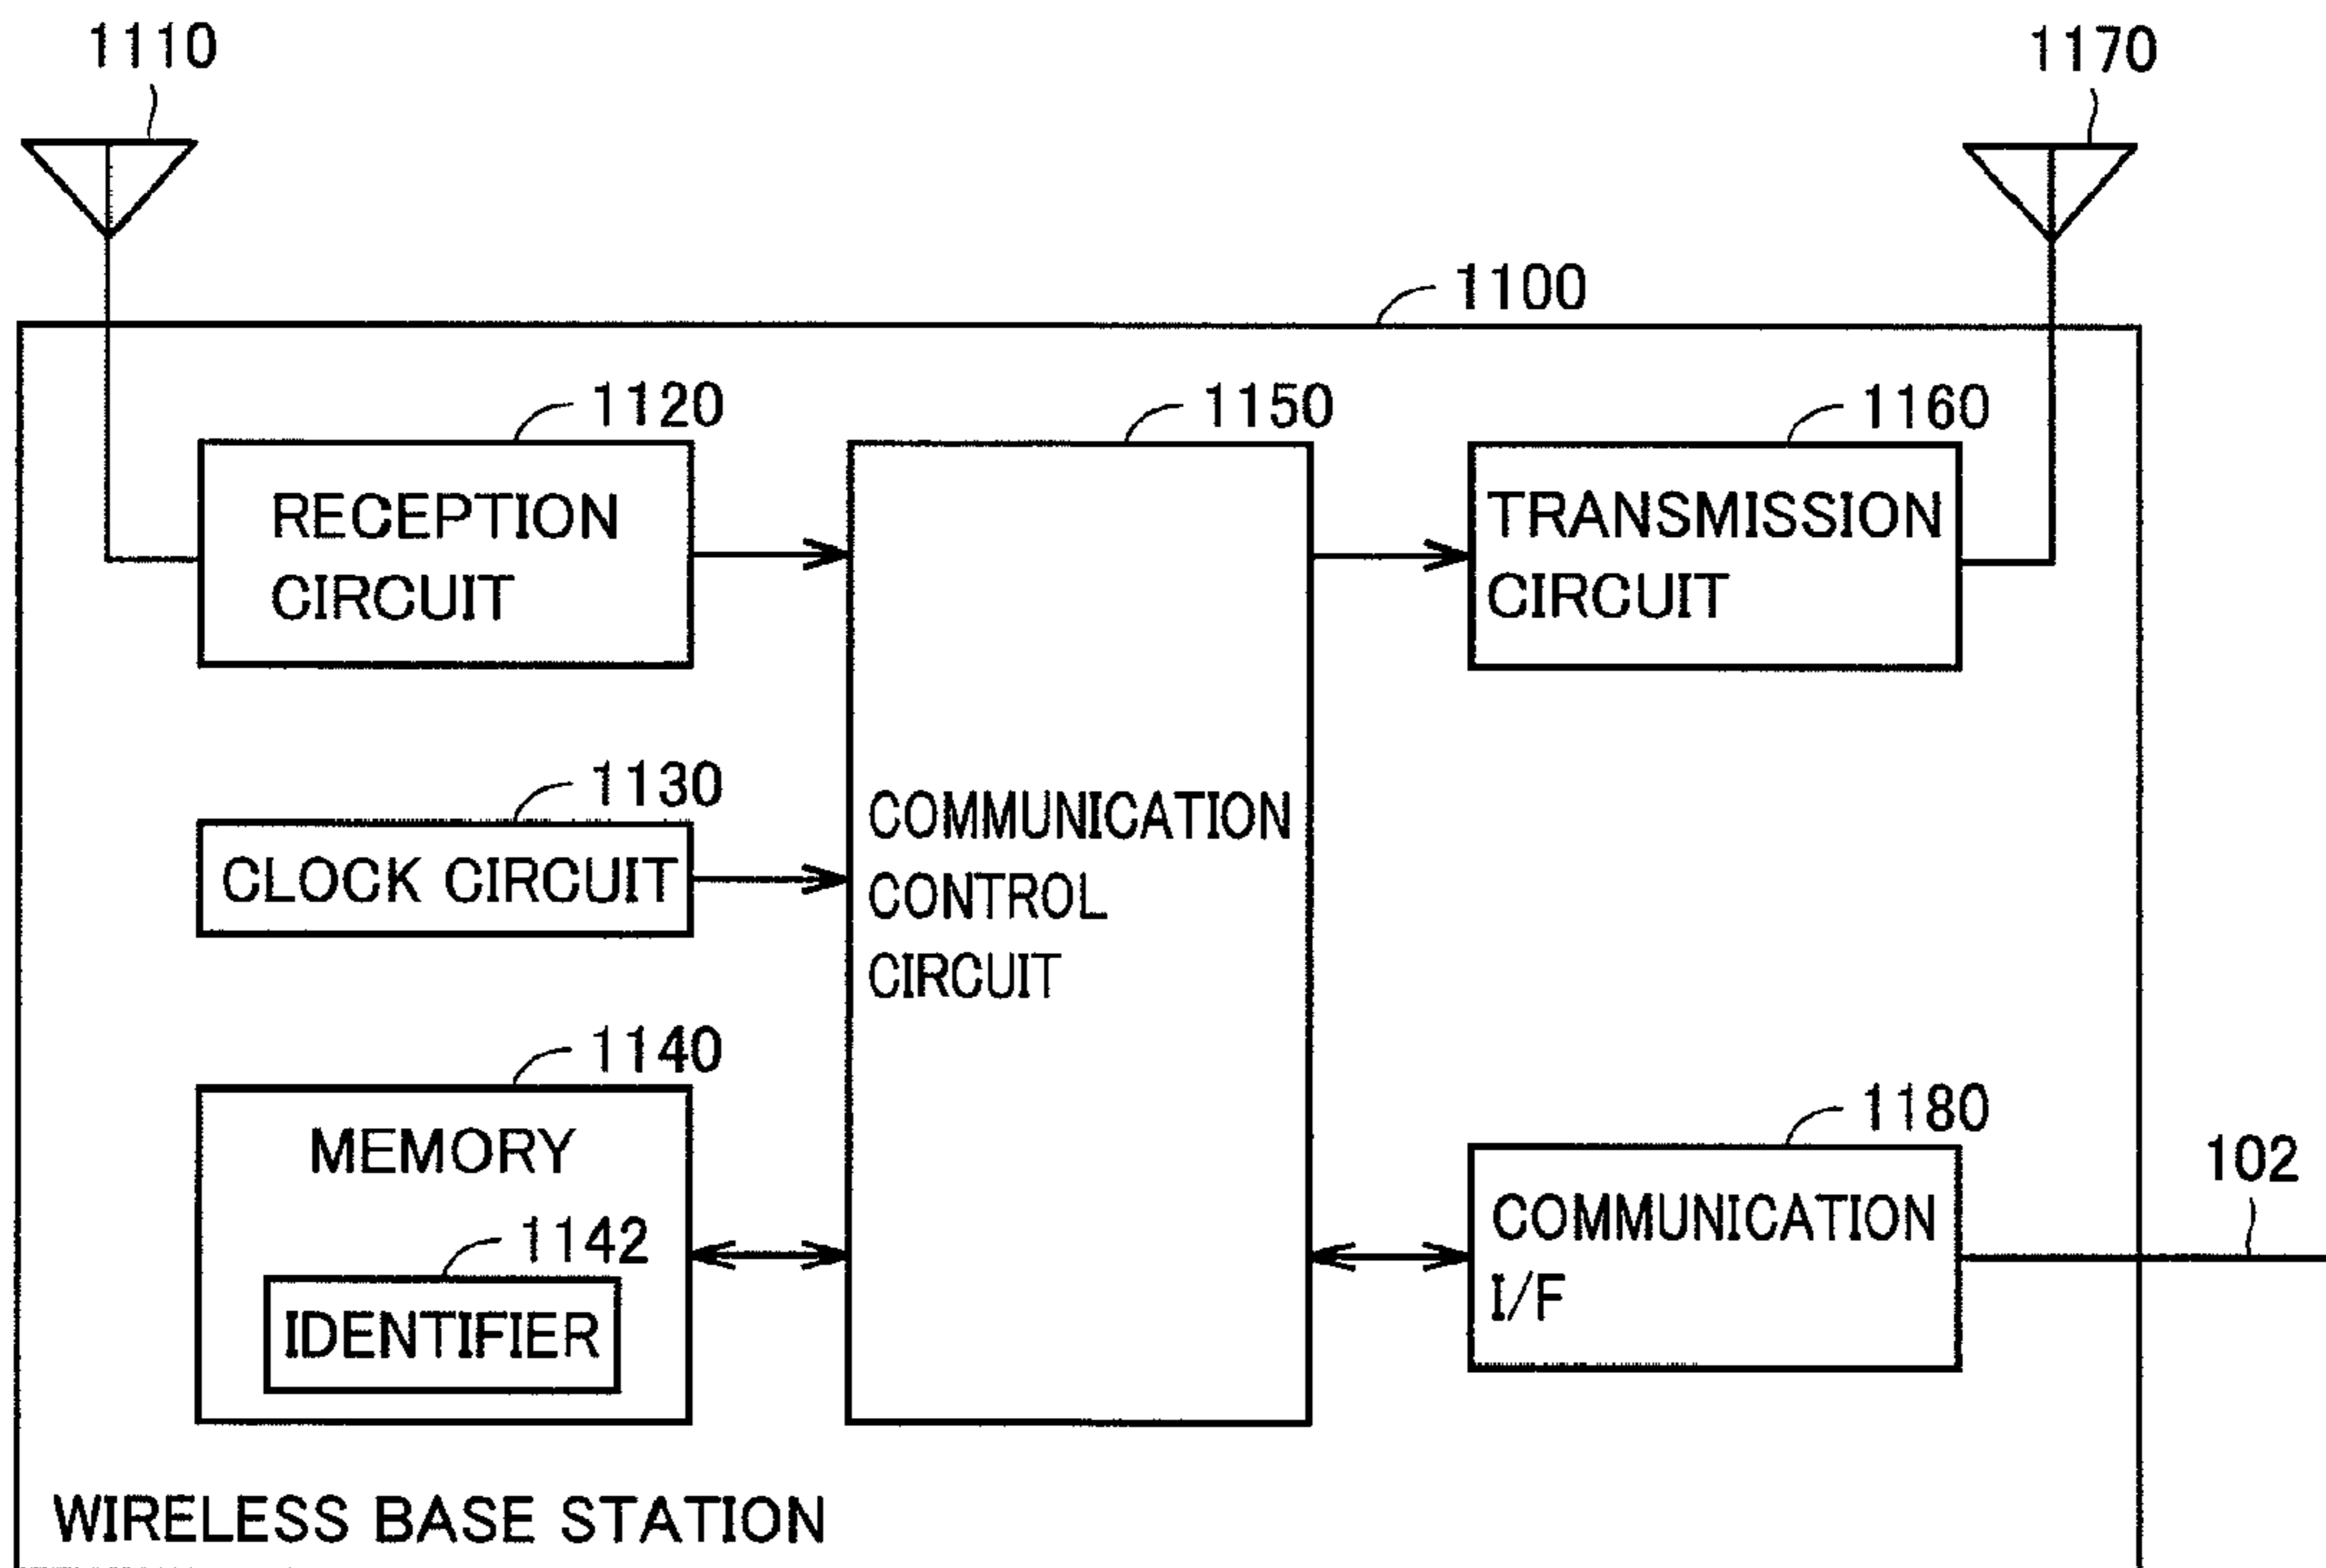 1110
1170
1100
1120
RECEPTION
CIRCUIT
1150
1160
TRANSMISSION
CIRCUIT
1130
CLOCK CIRCUIT
COMMUNICATION
CONTROL
CIRCUIT
1140
MEMORY
1142
IDENTIFIER
1180
COMMUNICATION
I/F
102
WIRELESS BASE STATION